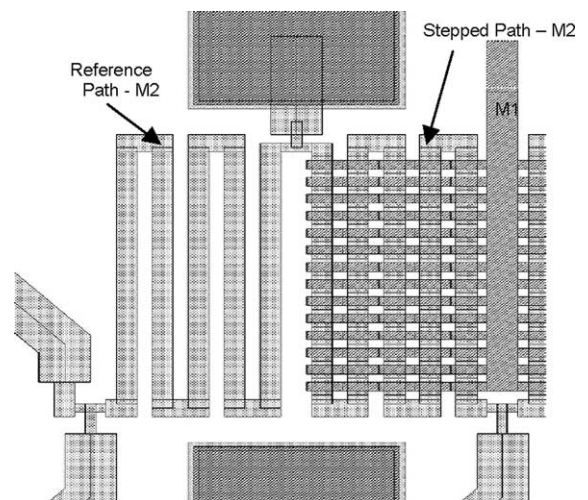 Stepped Path – M2
Reference
Path - M2
M1